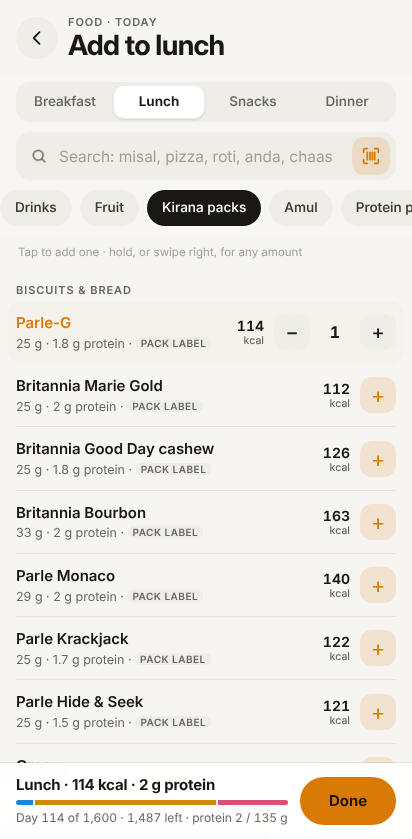 FOOD · TODAY
Add to lunch
Breakfast Lunch Snacks Dinner
Search: misal, pizza, roti, anda, chaas
Drinks Fruit Kirana packs Amul Protein p
Tap to add one · hold, or swipe right, for any amount
BISCUITS & BREAD
Parle-G
114 kcal − 1 +
25 g · 1.8 g protein · PACK LABEL
Britannia Marie Gold
112 kcal +
25 g · 2 g protein · PACK LABEL
Britannia Good Day cashew
126 kcal +
25 g · 1.8 g protein · PACK LABEL
Britannia Bourbon
163 kcal +
33 g · 2 g protein · PACK LABEL
Parle Monaco
140 kcal +
29 g · 2 g protein · PACK LABEL
Parle Krackjack
122 kcal +
25 g · 1.7 g protein · PACK LABEL
Parle Hide & Seek
121 kcal +
25 g · 1.5 g protein · PACK LABEL
Lunch · 114 kcal · 2 g protein
Day 114 of 1,600 · 1,487 left · protein 2 / 135 g
Done